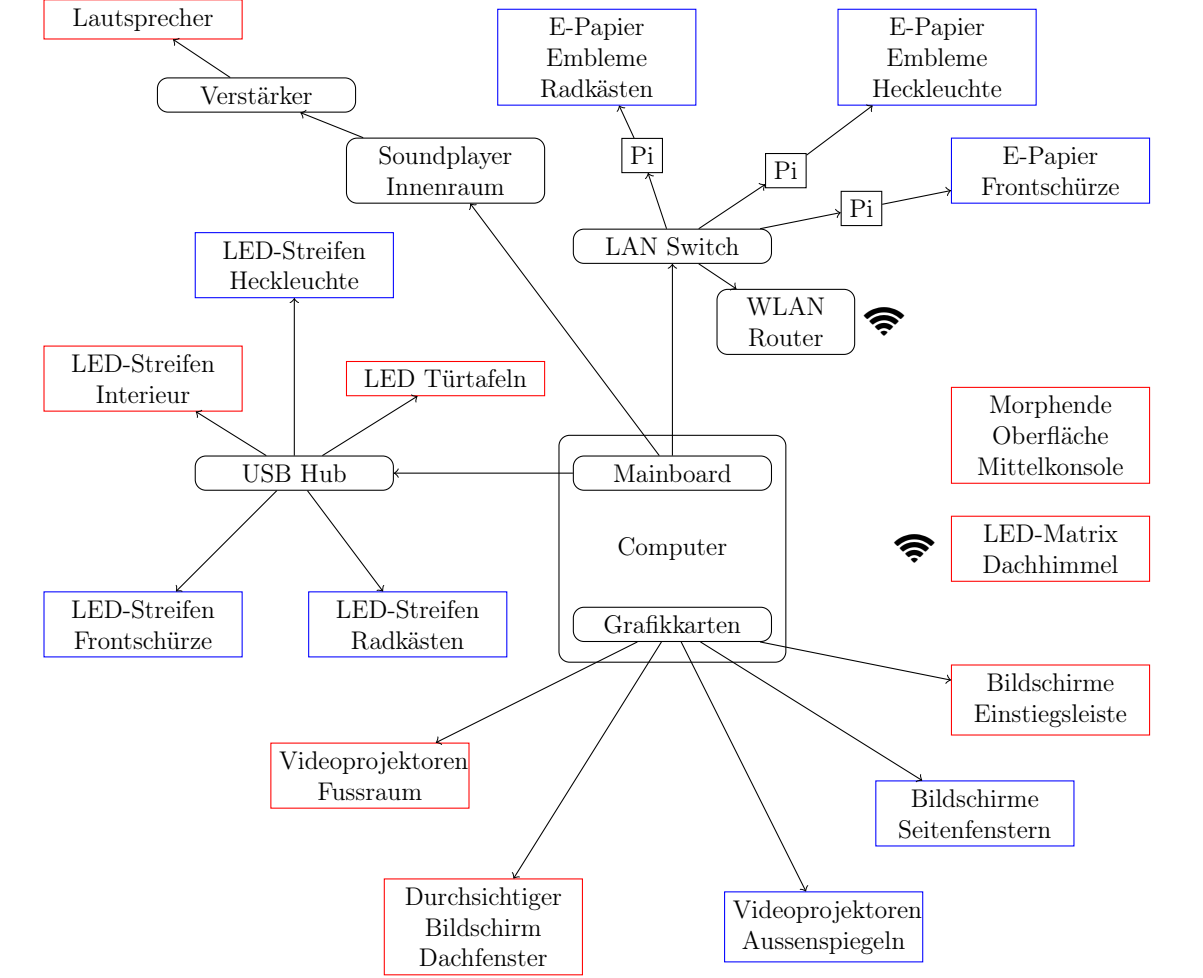 Lautsprecher
Verstärker
Soundplayer
Innenraum
E-Papier
Embleme
Radkästen
E-Papier
Embleme
Heckleuchte
Pi
Pi
Pi
E-Papier
Frontschürze
LAN Switch
WLAN
Router
LED-Streifen
Heckleuchte
LED-Streifen
Interieur
LED Türtafeln
USB Hub
Mainboard
Computer
Grafikkarten
Morphende
Oberfläche
Mittelkonsole
LED-Matrix
Dachhimmel
LED-Streifen
Frontschürze
LED-Streifen
Radkästen
Bildschirme
Einstiegsleiste
Videoprojektoren
Fussraum
Bildschirme
Seitenfenstern
Durchsichtiger
Bildschirm
Dachfenster
Videoprojektoren
Aussenspiegeln